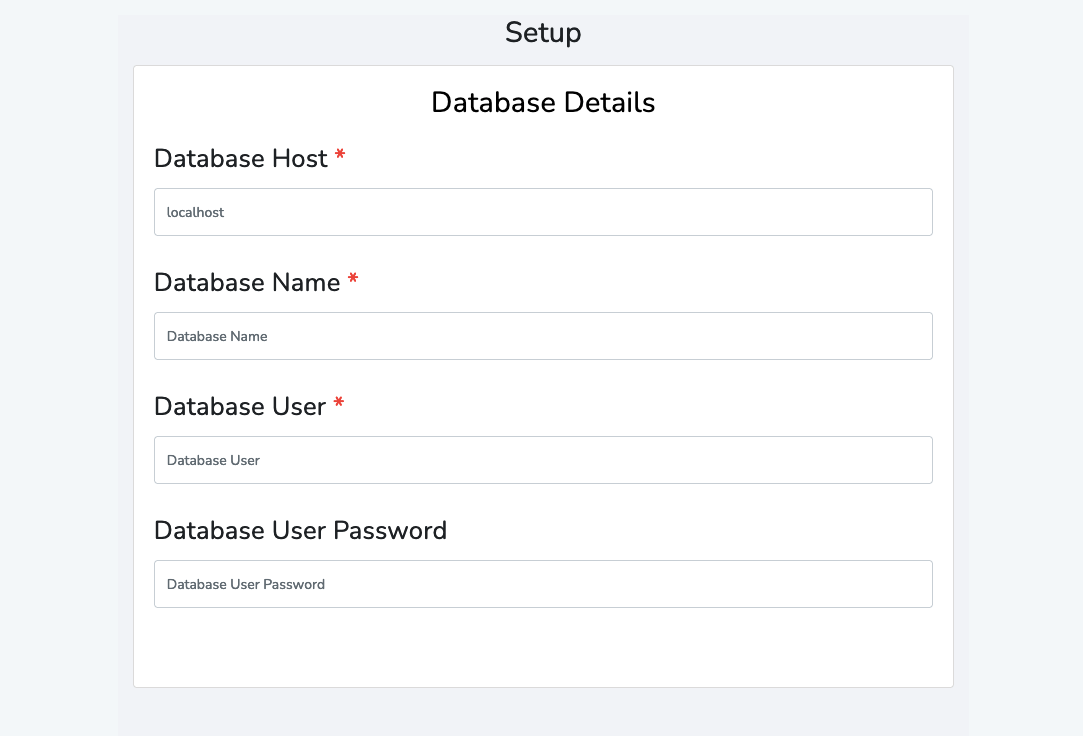 Setup
Database Details
Database Host *
localhost
Database Name *
Database Name
Database User *
Database User
Database User Password
Database User Password